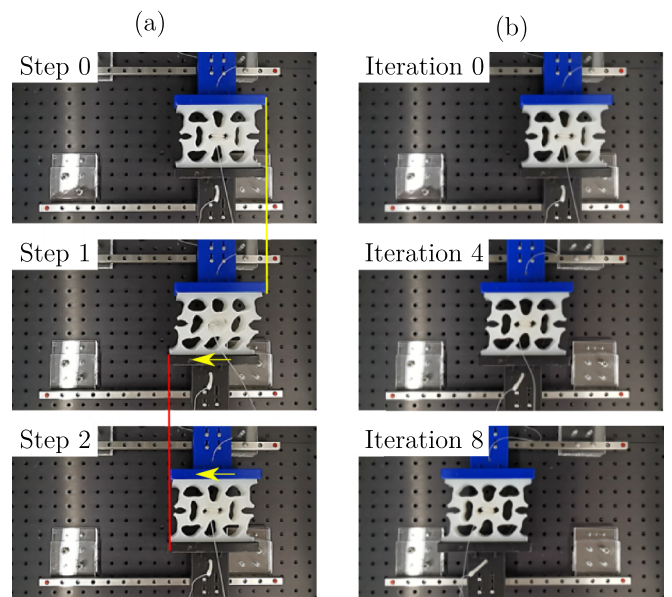 (a)
(b)
Step 0
Iteration 0
Step 1
Iteration 4
Step 2
Iteration 8